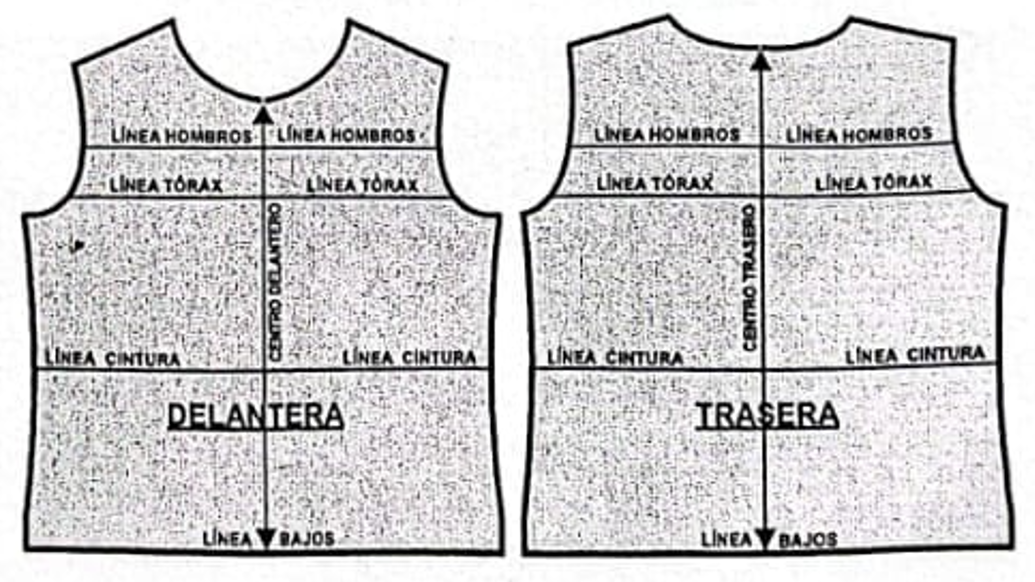 LÍNEA HOMBROS LÍNEA HOMBROS
LÍNEA TÓRAX LÍNEA TÓRAX
CENTRO DELANTERO
LÍNEA CINTURA LÍNEA CINTURA
DELANTERA
LÍNEA BAJOS
LÍNEA HOMBROS LÍNEA HOMBROS
LÍNEA TÓRAX LÍNEA TÓRAX
CENTRO TRASERO
LÍNEA CINTURA LÍNEA CINTURA
TRASERA
LÍNEA BAJOS